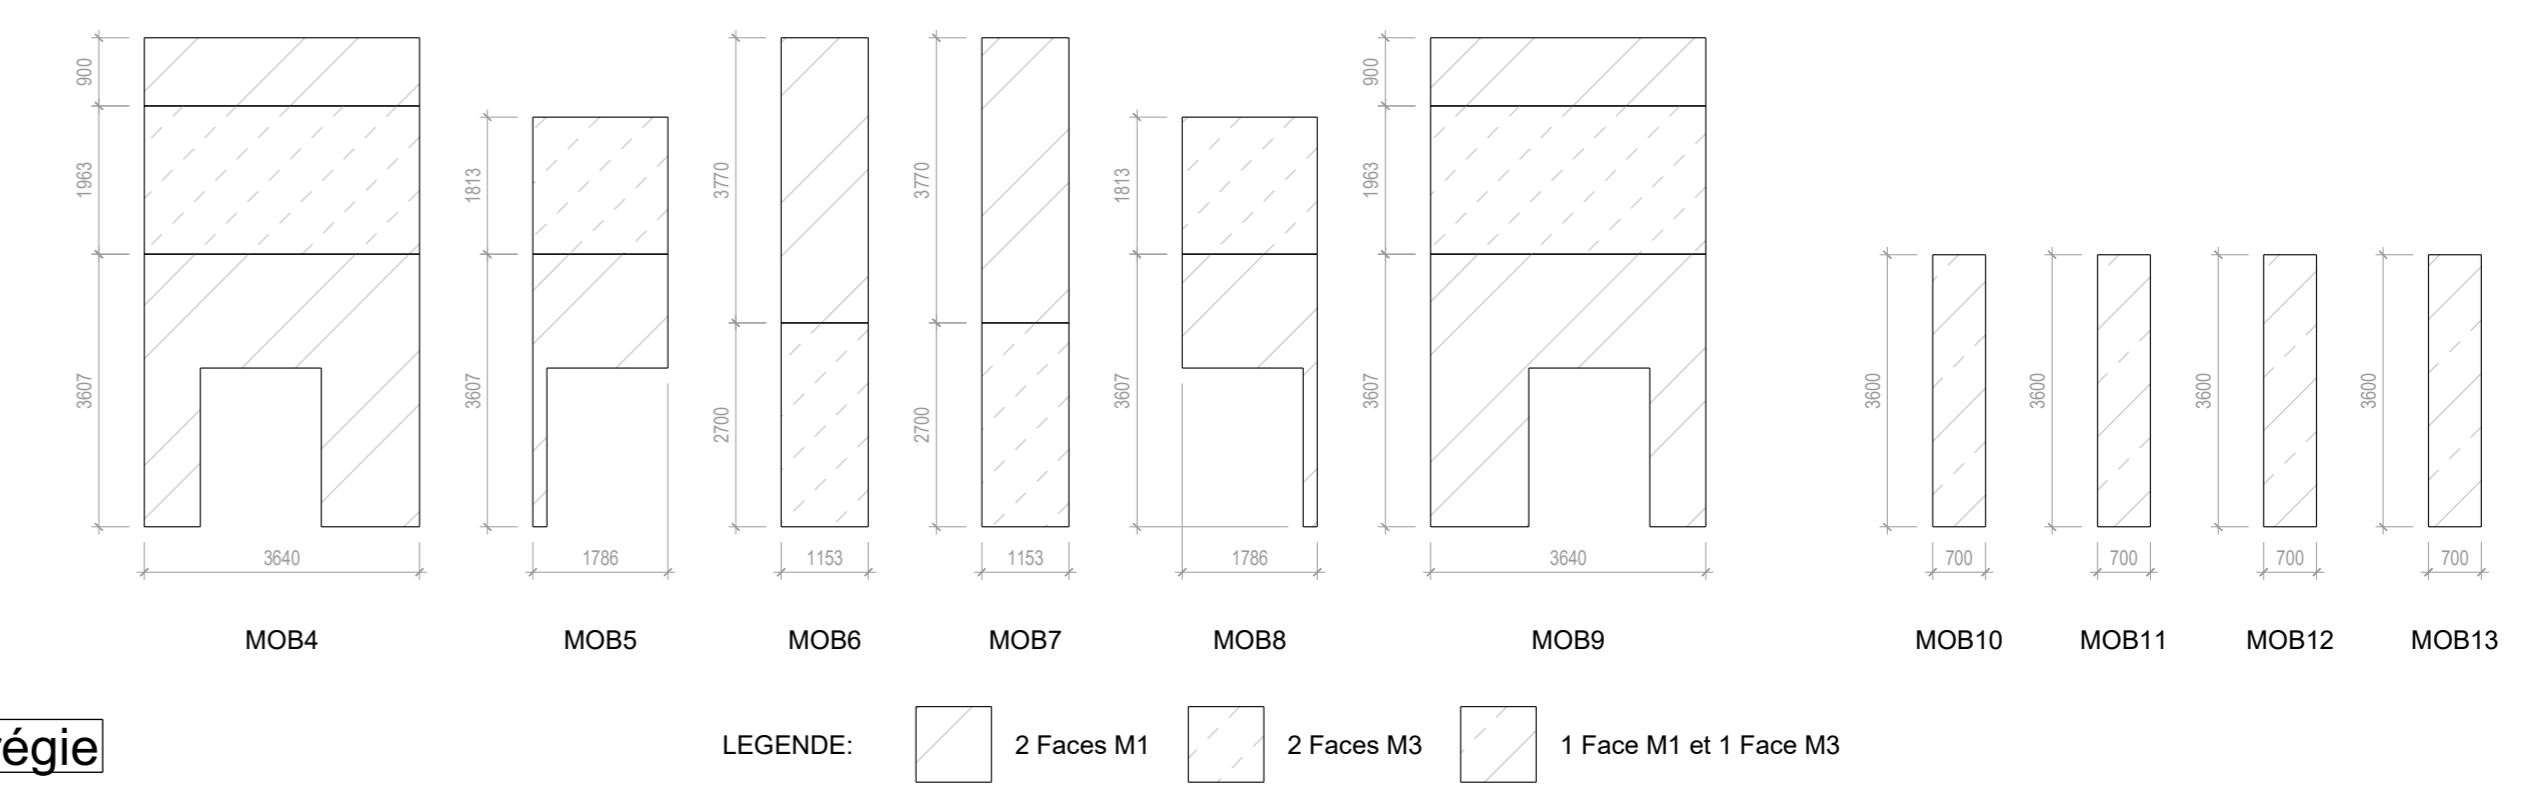 900
1963
3607
3640
MOB4
1813
3607
1786
MOB5
3770
2700
1153
MOB6
3770
2700
1153
MOB7
1813
3607
1786
MOB8
900
1963
3607
3640
MOB9
3600
700
MOB10
3600
700
MOB11
3600
700
MOB12
3600
700
MOB13
égie
LEGENDE:
2 Faces M1
2 Faces M3
1 Face M1 et 1 Face M3